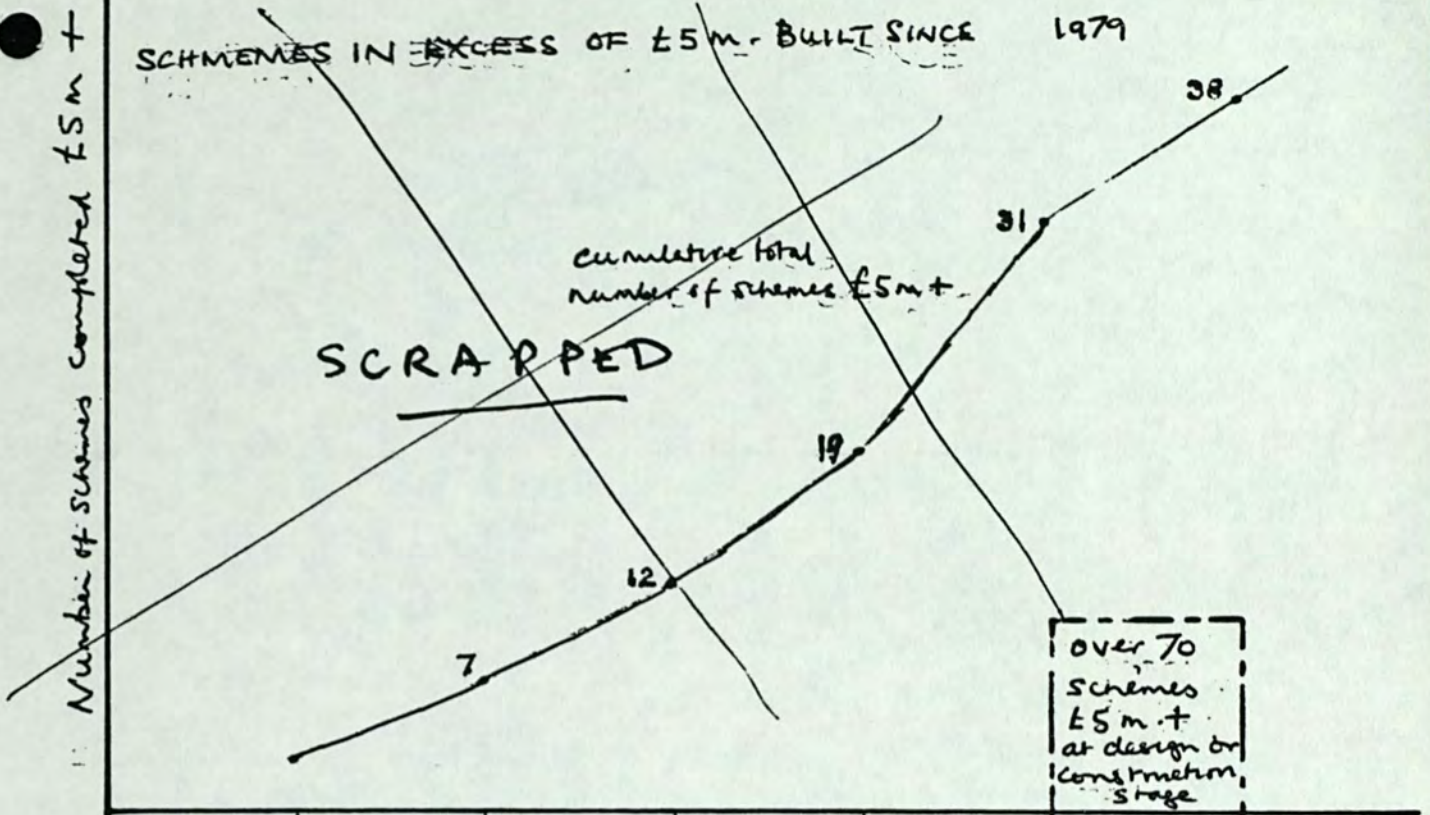 SCHMEMES IN EXCESS OF £5m. BUILT SINCE 1979
Number of schemes completed £5m +
38
31
cumulative total
number of schemes £5m +
SCRAPPED
19
12
7
over 70
schemes
£5m +
at design or
construction
stage